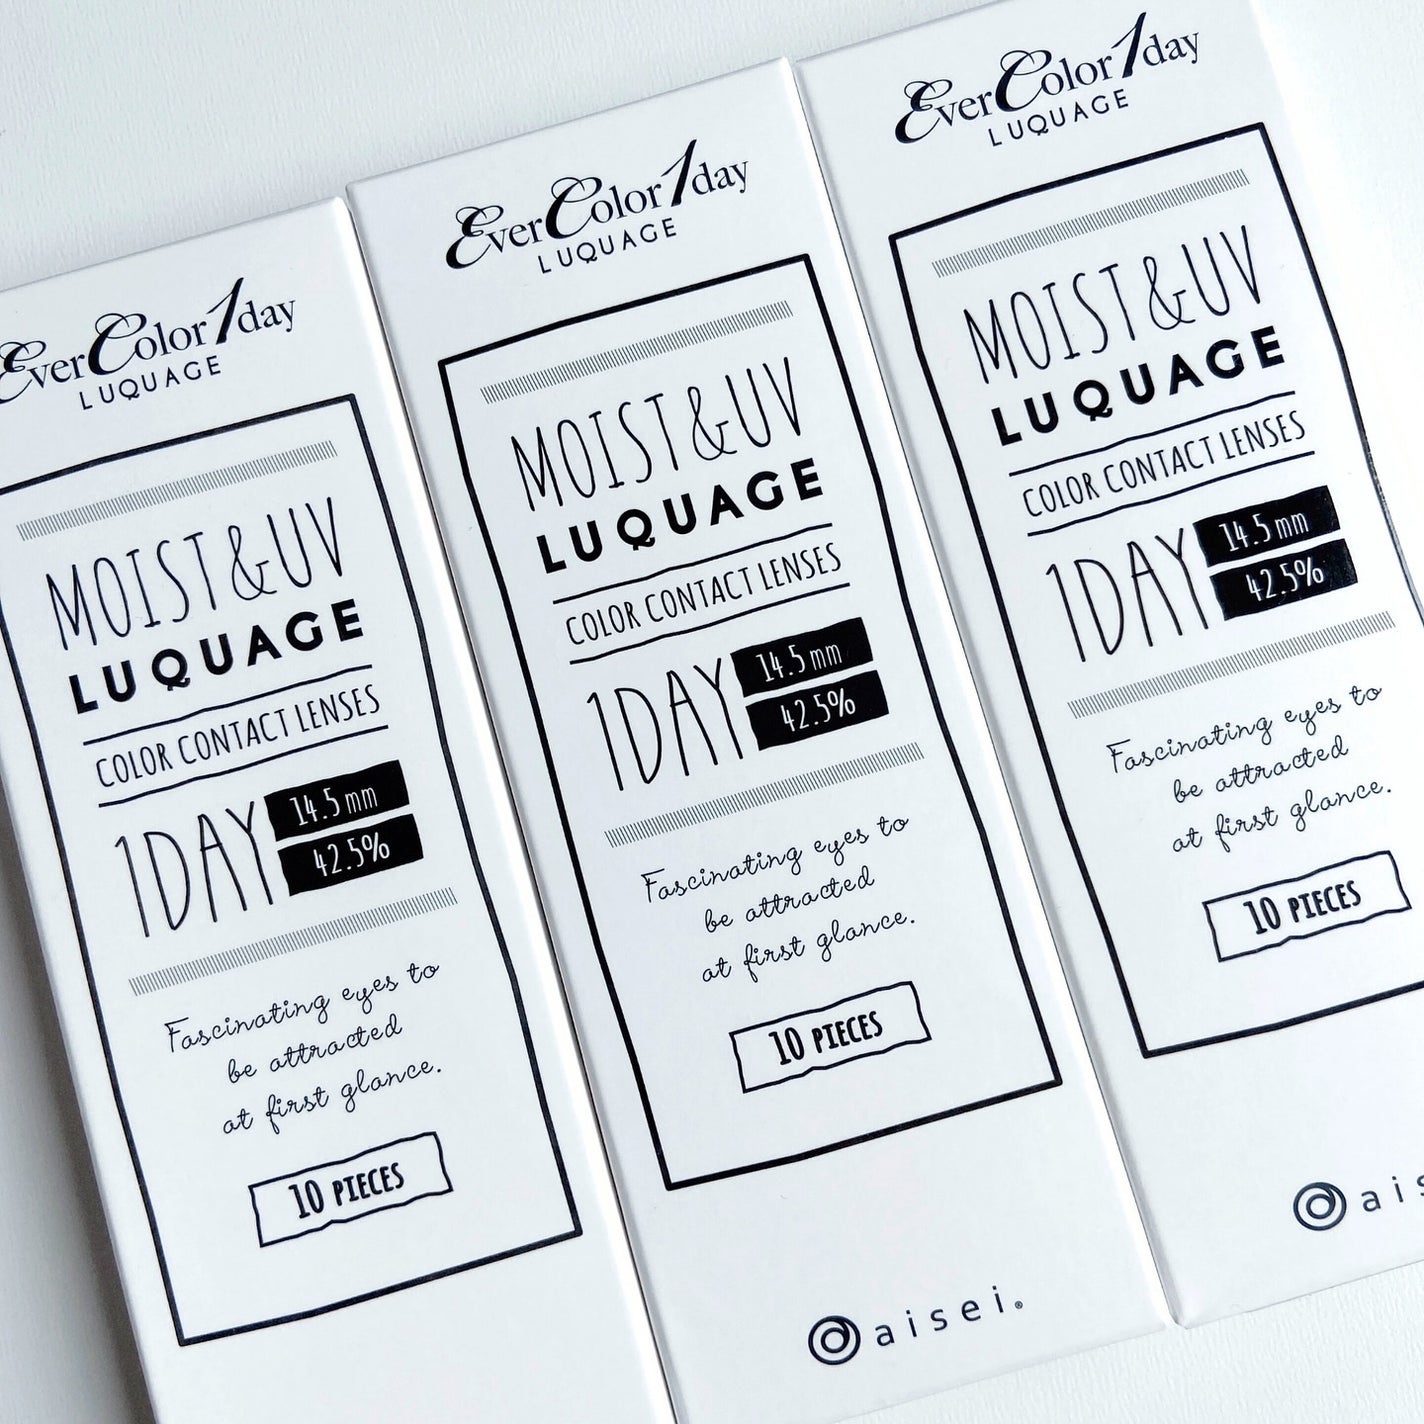 EverColor1day
LUQUAGE
MOIST&UV
LUQUAGE
COLOR CONTACT LENSES
1DAY
14.5mm
42.5%
Fascinating eyes to
be attracted
at first glance.
10 PIECES
EverColor1day
LUQUAGE
MOIST&UV
LUQUAGE
COLOR CONTACT LENSES
1DAY
14.5mm
42.5%
Fascinating eyes to
be attracted
at first glance.
10 PIECES
aisei®
EverColor1day
LUQUAGE
MOIST&UV
LUQUAGE
COLOR CONTACT LENSES
1DAY
14.5mm
42.5%
Fascinating eyes to
be attracted
at first glance.
10 PIECES
ais